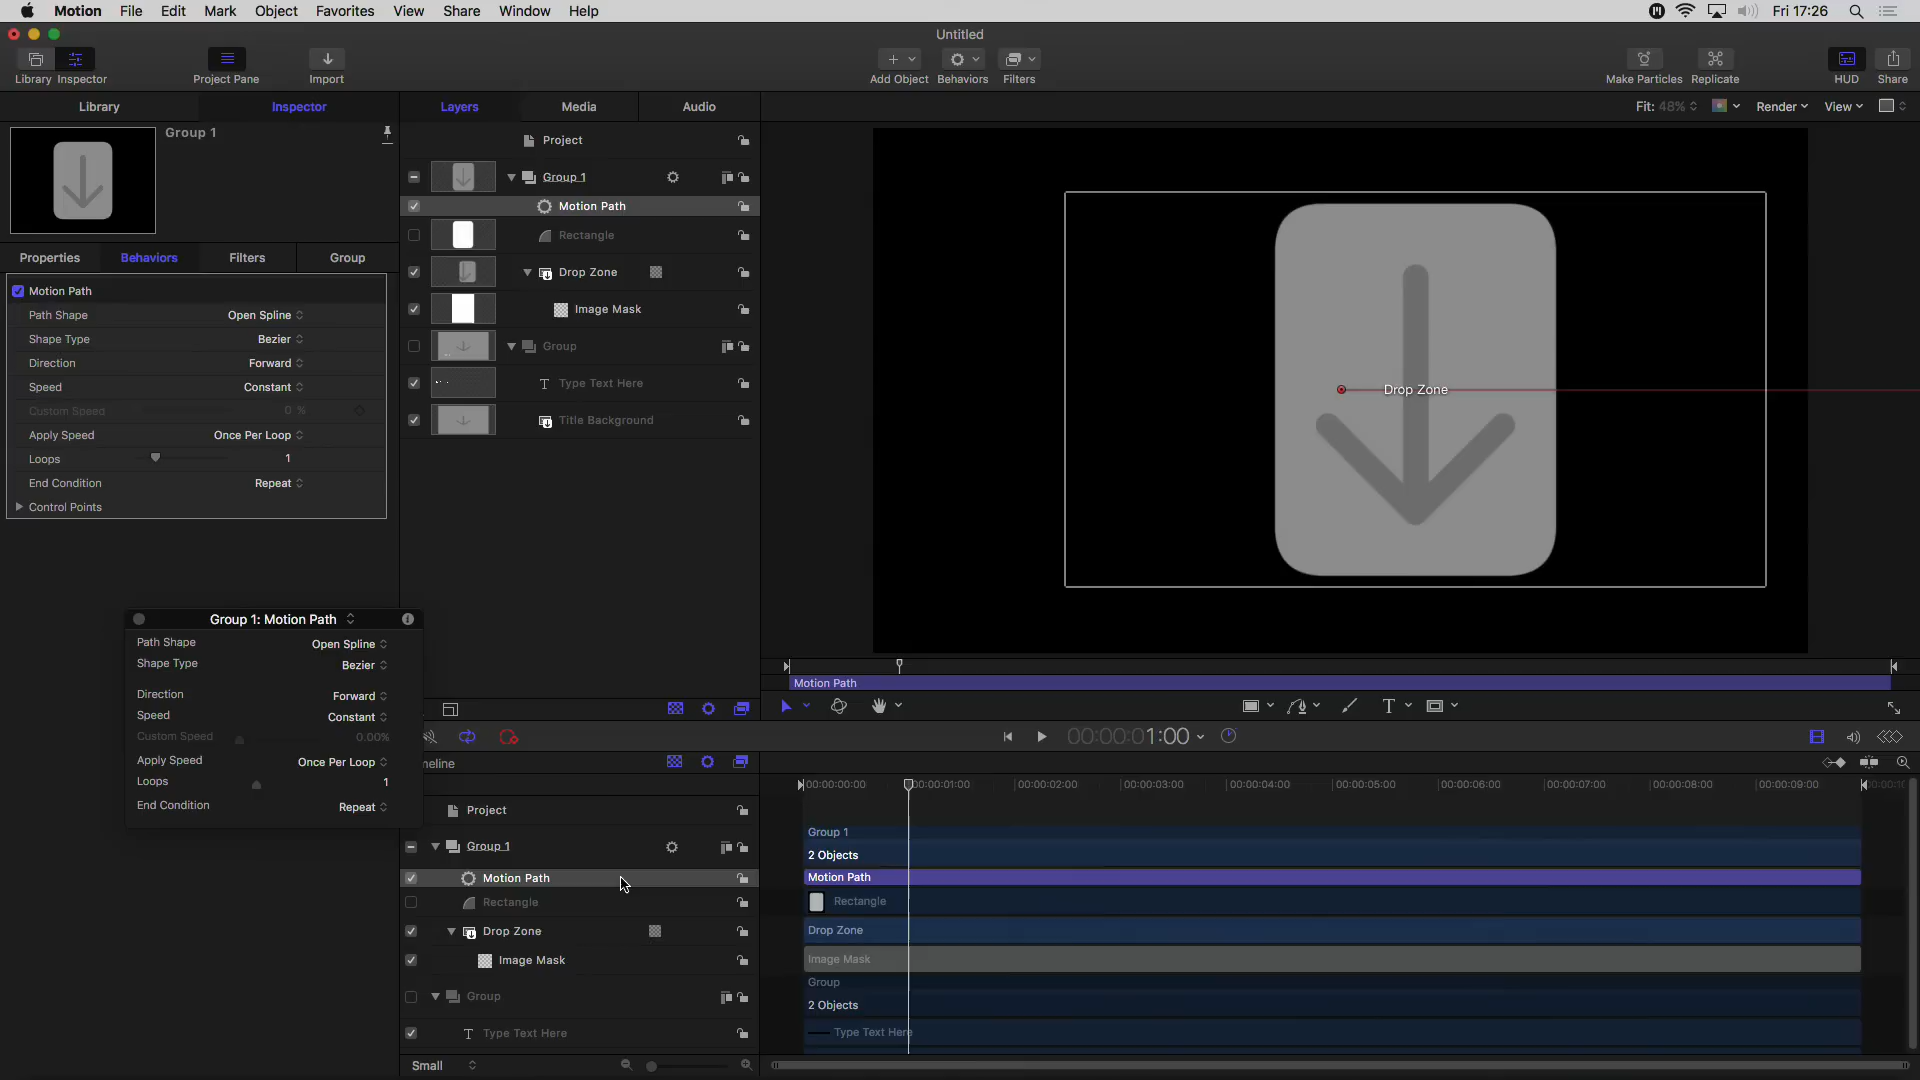 Motion File Edit Mark Object Favorites View Share Window Help Fri 17:26
Untitled
Library Inspector Project Pane Import Add Object Behaviors Filters Make Particles Replicate HUD Share
Library Inspector Layers Media Audio Fit: 48% Render View
Group 1
Properties Behaviors Filters Group
Motion Path
Path Shape Open Spline
Shape Type Bezier
Direction Forward
Speed Constant
Custom Speed 0 %
Apply Speed Once Per Loop
Loops 1
End Condition Repeat
Control Points
Project
Group 1
Motion Path
Rectangle
Drop Zone
Image Mask
Group
Type Text Here
Title Background
Drop Zone
Motion Path
Group 1: Motion Path
Path Shape Open Spline
Shape Type Bezier
Direction Forward
Speed Constant
Custom Speed 0.00%
Apply Speed Once Per Loop
Loops 1
End Condition Repeat
00:00:01:00
meline
00:00:00:00 00:00:01:00 00:00:02:00 00:00:03:00 00:00:04:00 00:00:05:00 00:00:06:00 00:00:07:00 00:00:08:00 00:00:09:00
Project
Group 1
Motion Path
Rectangle
Drop Zone
Image Mask
Group
Type Text Here
Group 1
2 Objects
Motion Path
Rectangle
Drop Zone
Image Mask
Group
2 Objects
Type Text Here
Small